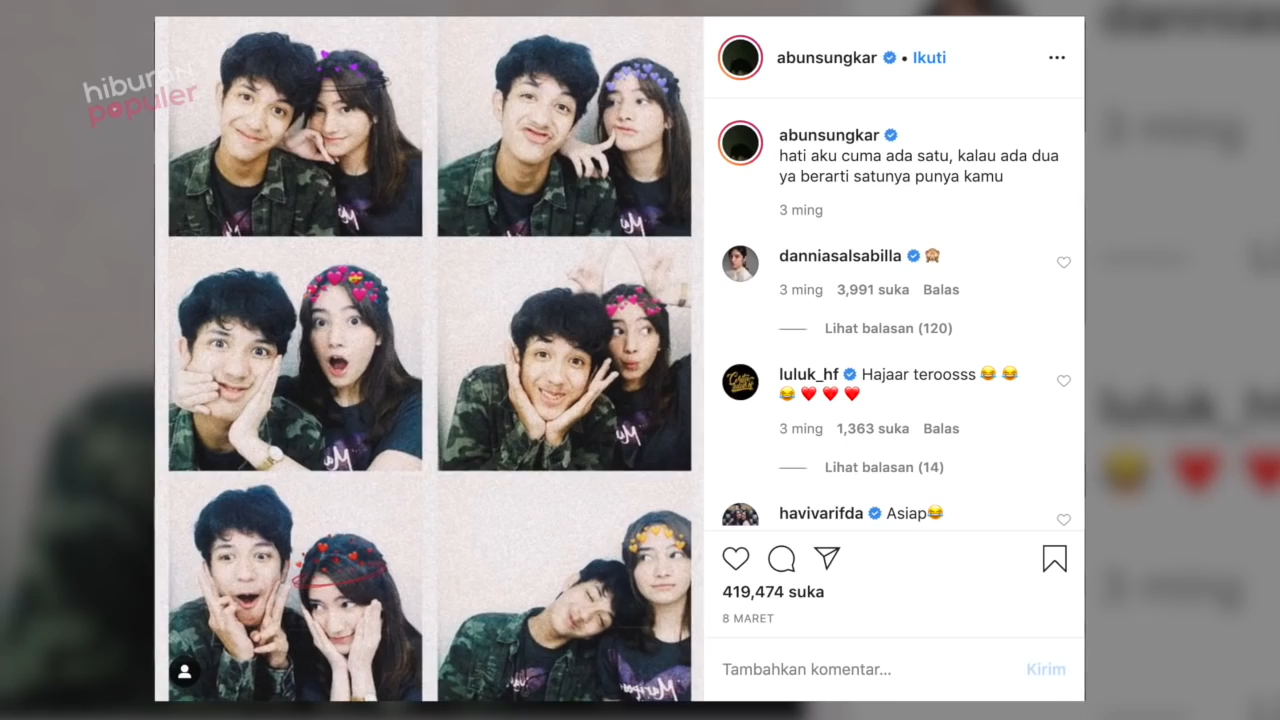 hiburan
populer
abunsungkar • Ikuti
abunsungkar
hati aku cuma ada satu, kalau ada dua
ya berarti satunya punya kamu
3 ming
danniasalsabilla 🙈
3 ming 3,991 suka Balas
Lihat balasan (120)
luluk_hf Hajaar teroosss 😂 😂
😂 ❤️ ❤️ ❤️
3 ming 1,363 suka Balas
Lihat balasan (14)
havivarifda Asiap😂
419,474 suka
8 MARET
Tambahkan komentar...
Kirim